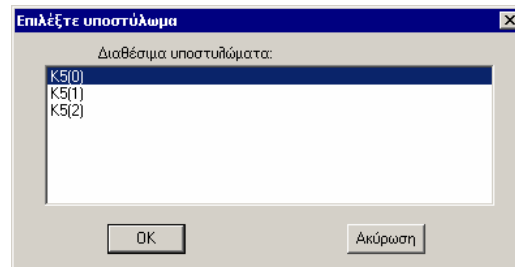 Επιλέξτε υποστύλωμα
Διαθέσιμα υποστυλώματα:
K5(0)
K5(1)
K5(2)
OK
Ακύρωση